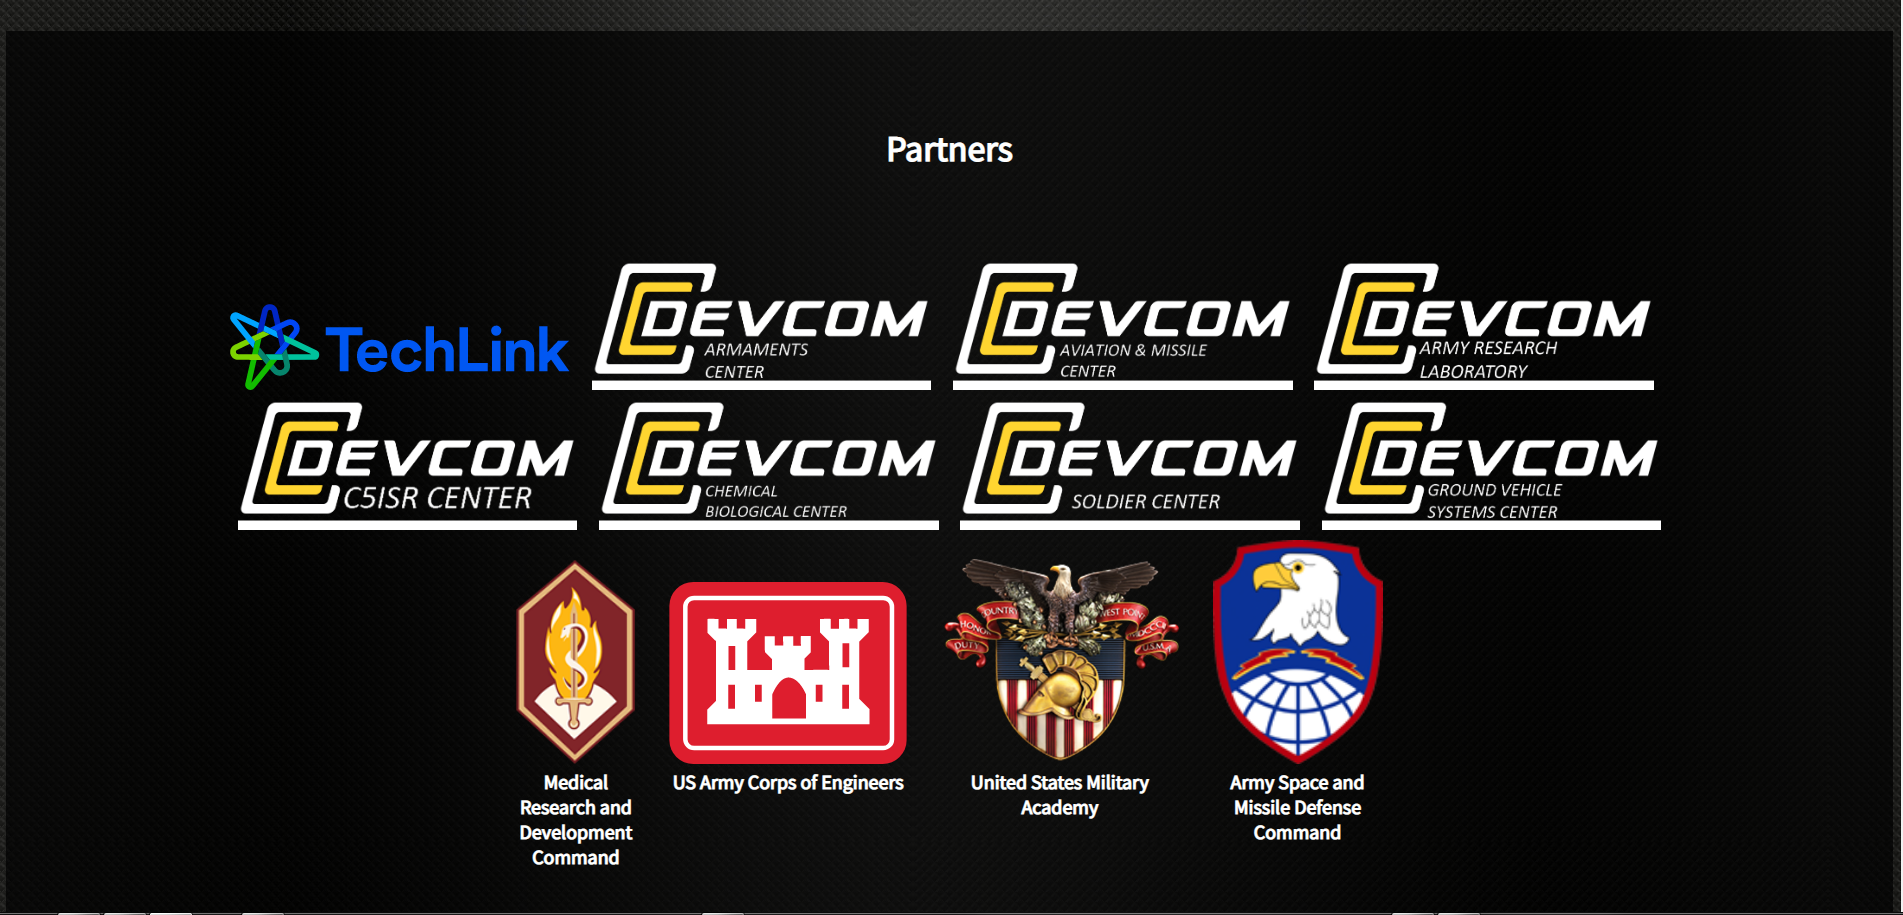 Partners
TechLink
DEVCOM
ARMAMENTS
CENTER
DEVCOM
AVIATION & MISSILE
CENTER
DEVCOM
ARMY RESEARCH
LABORATORY
DEVCOM
C5ISR CENTER
DEVCOM
CHEMICAL
BIOLOGICAL CENTER
DEVCOM
SOLDIER CENTER
DEVCOM
GROUND VEHICLE
SYSTEMS CENTER
DUTY
HONOR
COUNTRY
WEST POINT
MDCCCII
U.S.M.A
Medical
Research and
Development
Command
US Army Corps of Engineers
United States Military
Academy
Army Space and
Missile Defense
Command